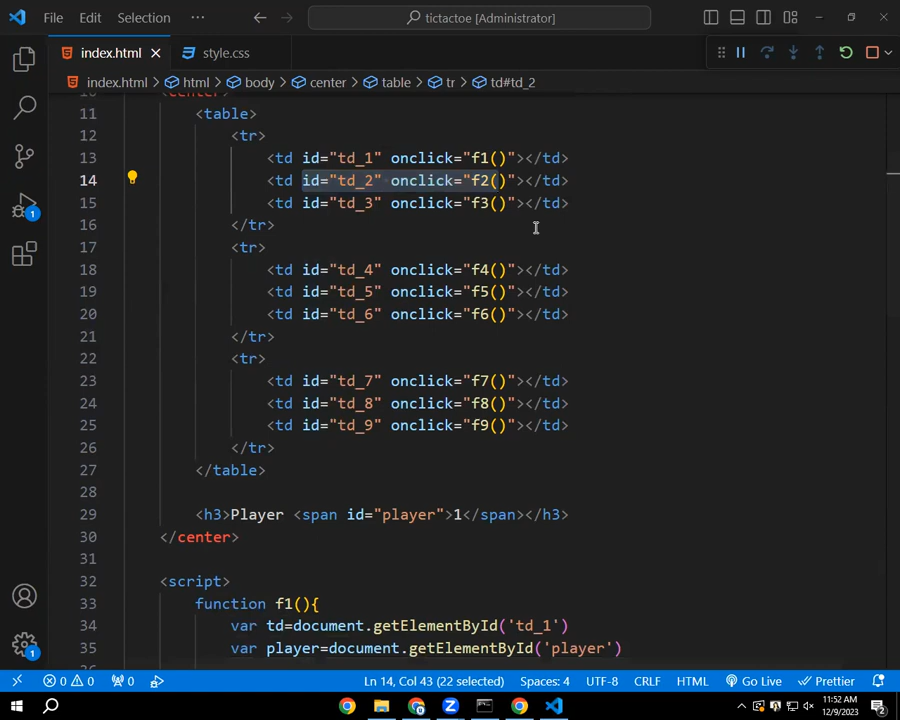 File Edit Selection ··· tictactoe [Administrator]
index.html style.css
index.html > html > body > center > table > tr > td#td_2
11 <table>
12 <tr>
13 <td id="td_1" onclick="f1()"></td>
14 <td id="td_2" onclick="f2()"></td>
15 <td id="td_3" onclick="f3()"></td>
16 </tr>
17 <tr>
18 <td id="td_4" onclick="f4()"></td>
19 <td id="td_5" onclick="f5()"></td>
20 <td id="td_6" onclick="f6()"></td>
21 </tr>
22 <tr>
23 <td id="td_7" onclick="f7()"></td>
24 <td id="td_8" onclick="f8()"></td>
25 <td id="td_9" onclick="f9()"></td>
26 </tr>
27 </table>
28
29 <h3>Player <span id="player">1</span></h3>
30 </center>
31
32 <script>
33 function f1(){
34 var td=document.getElementById('td_1')
35 var player=document.getElementById('player')
1
1
0 0 0 Ln 14, Col 43 (22 selected) Spaces: 4 UTF-8 CRLF HTML Go Live Prettier
11:52 AM
12/9/2023
2